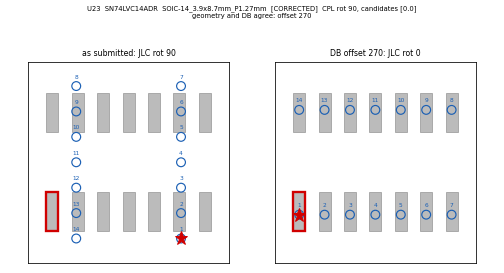 U23 SN74LVC14ADR SOIC-14_3.9x8.7mm_P1.27mm [CORRECTED] CPL rot 90, candidates [0.0]
geometry and DB agree: offset 270
as submitted: JLC rot 90
DB offset 270: JLC rot 0
8 7
9 6
10 5
11 4
12 3
13 2
14 1
14 13 12 11 10 9 8
1 2 3 4 5 6 7